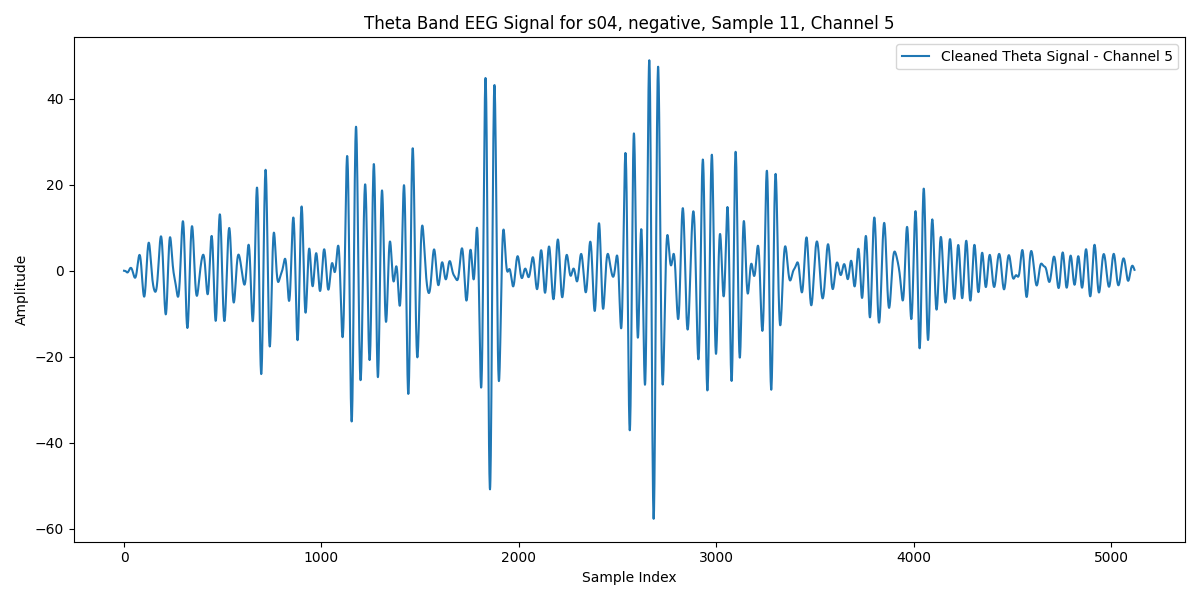 Theta Band EEG Signal for s04, negative, Sample 11, Channel 5
Cleaned Theta Signal - Channel 5
Amplitude
40
20
0
−20
−40
−60
0 1000 2000 3000 4000 5000
Sample Index